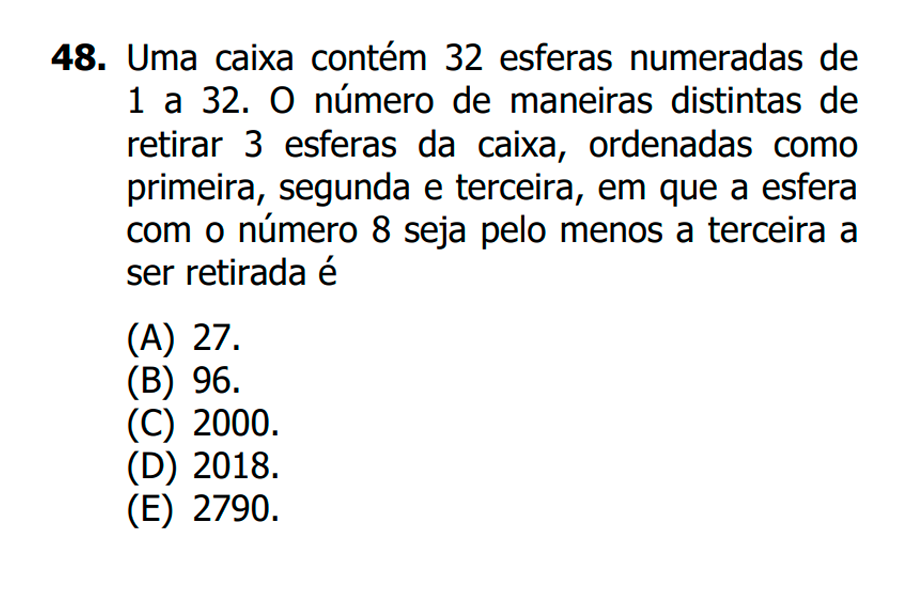 48. Uma caixa contém 32 esferas numeradas de
1 a 32. O número de maneiras distintas de
retirar 3 esferas da caixa, ordenadas como
primeira, segunda e terceira, em que a esfera
com o número 8 seja pelo menos a terceira a
ser retirada é
(A) 27.
(B) 96.
(C) 2000.
(D) 2018.
(E) 2790.